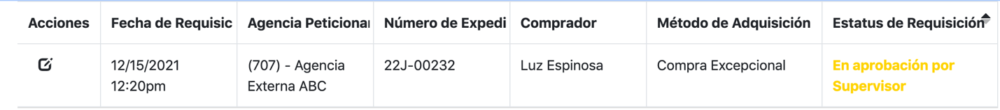 Acciones Fecha de Requisic Agencia Peticionar Número de Expedi Comprador Método de Adquisición Estatus de Requisición
12/15/2021 (707) - Agencia 22J-00232 Luz Espinosa Compra Excepcional En aprobación por
12:20pm Externa ABC Supervisor